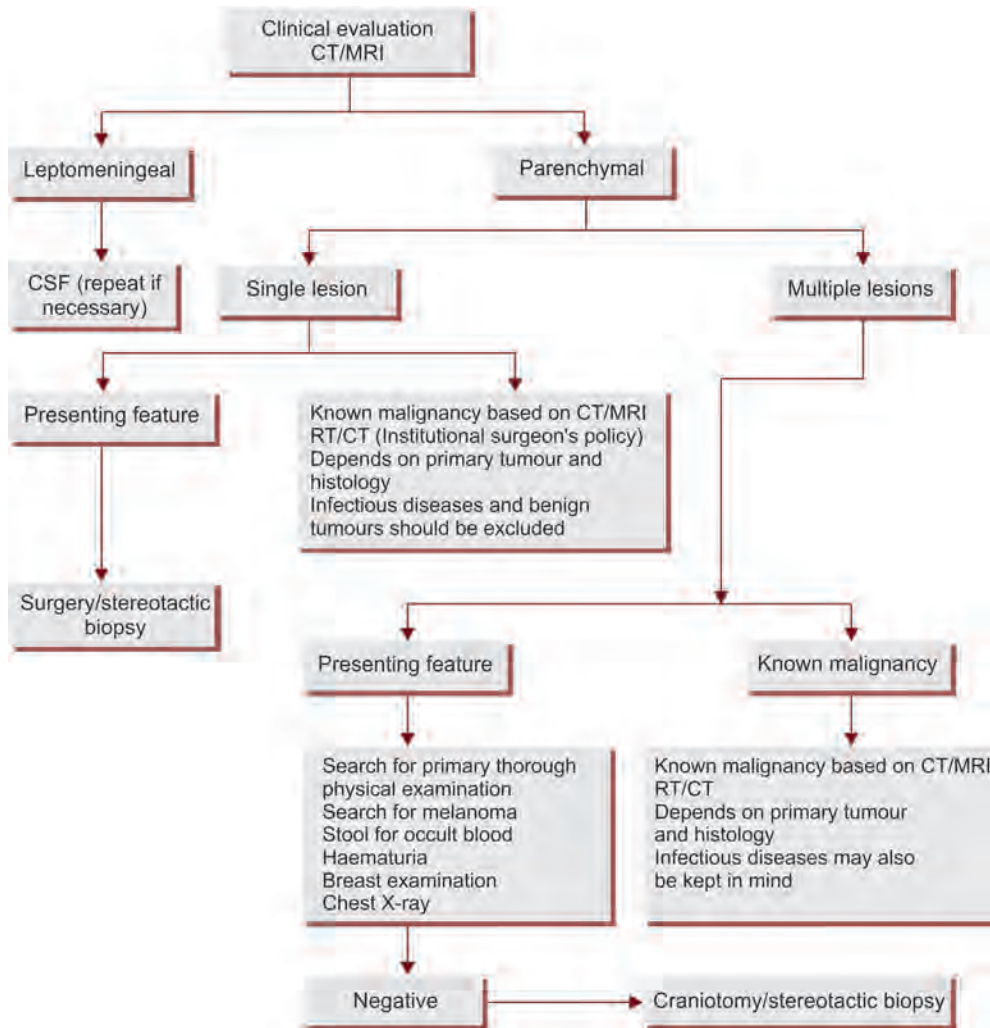 Clinical evaluation
CT/MRI
Leptomeningeal
Parenchymal
CSF (repeat if
necessary)
Single lesion
Multiple lesions
Presenting feature
Known malignancy based on CT/MRI
RT/CT (Institutional surgeon's policy)
Depends on primary tumour and
histology
Infectious diseases and benign
tumours should be excluded
Surgery/stereotactic
biopsy
Presenting feature
Known malignancy
Search for primary thorough
physical examination
Search for melanoma
Stool for occult blood
Haematuria
Breast examination
Chest X-ray
Known malignancy based on CT/MRI
RT/CT
Depends on primary tumour
and histology
Infectious diseases may also
be kept in mind
Negative
Craniotomy/stereotactic biopsy